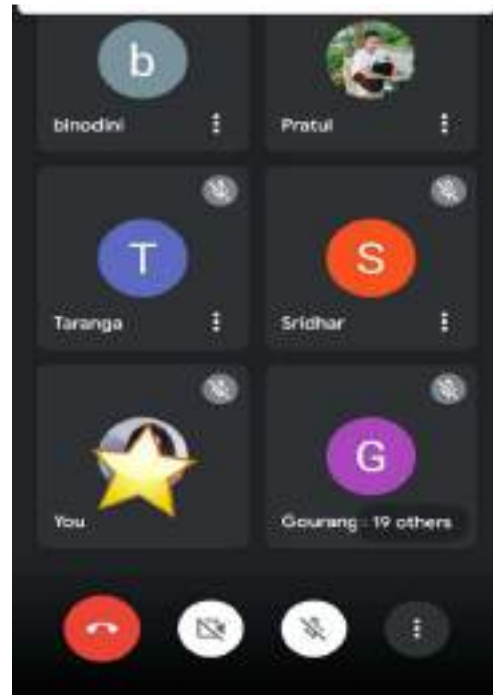 b
binodini
Pratul
T
Taranga
S
Sridhar
You
G
Gourang 19 others